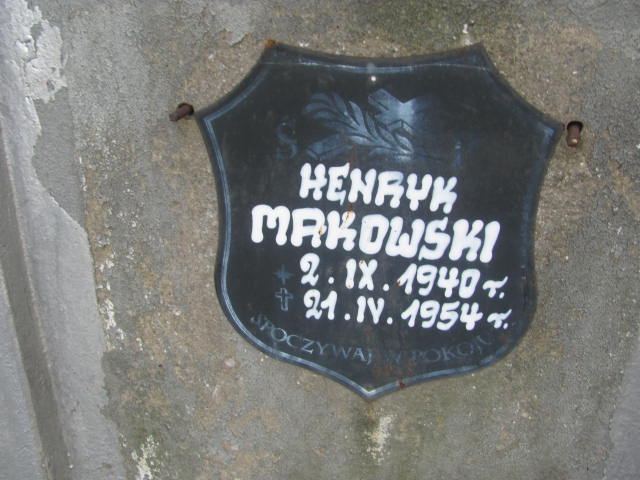 Ś i
HENRYK
MAKOWSKI
2.IX.1940 r.
21.IV.1954 r.
SPOCZYWAJ W POKOJU